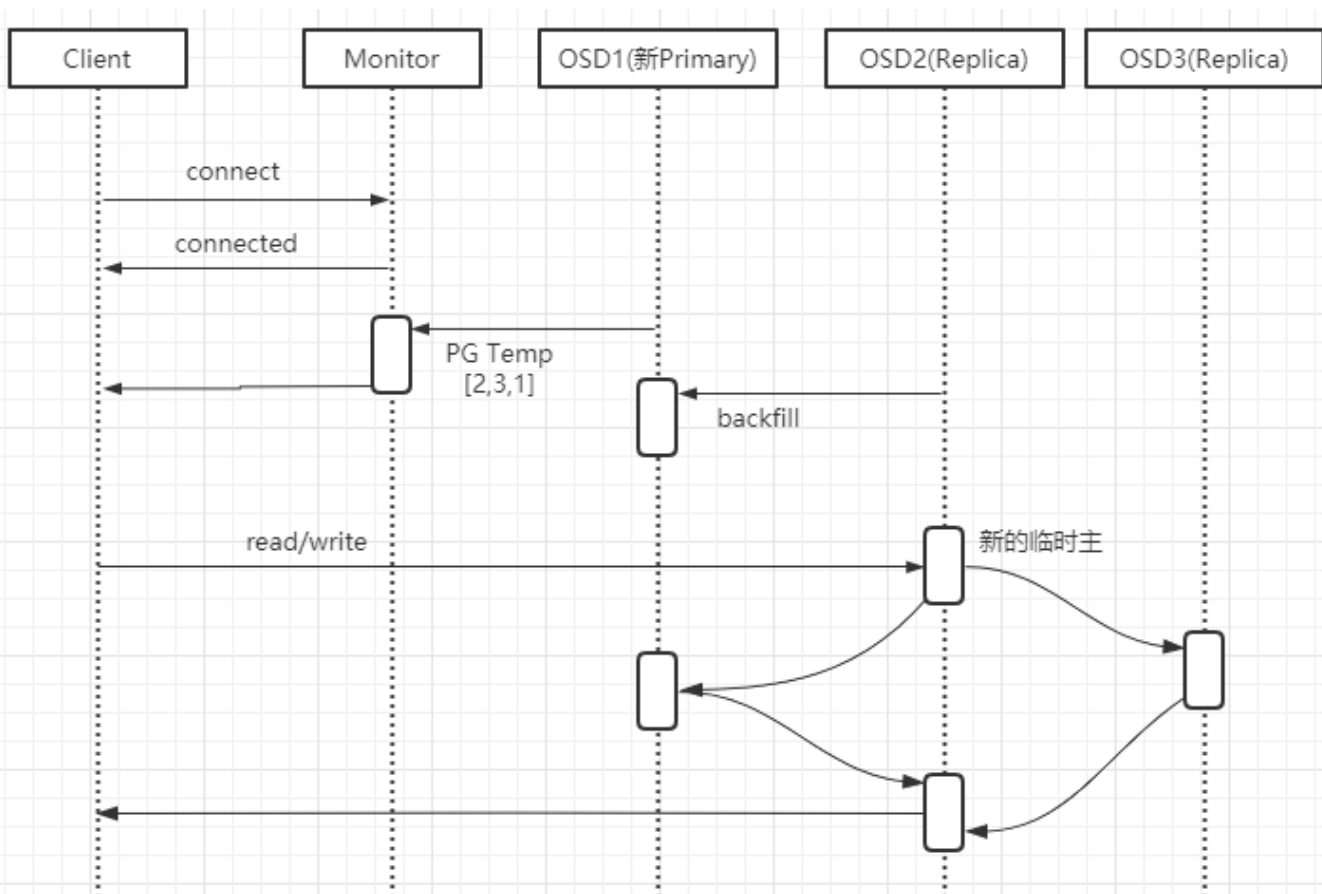 Client
Monitor
OSD1(新Primary)
OSD2(Replica)
OSD3(Replica)
connect
connected
PG Temp
[2,3,1]
backfill
read/write
新的临时主